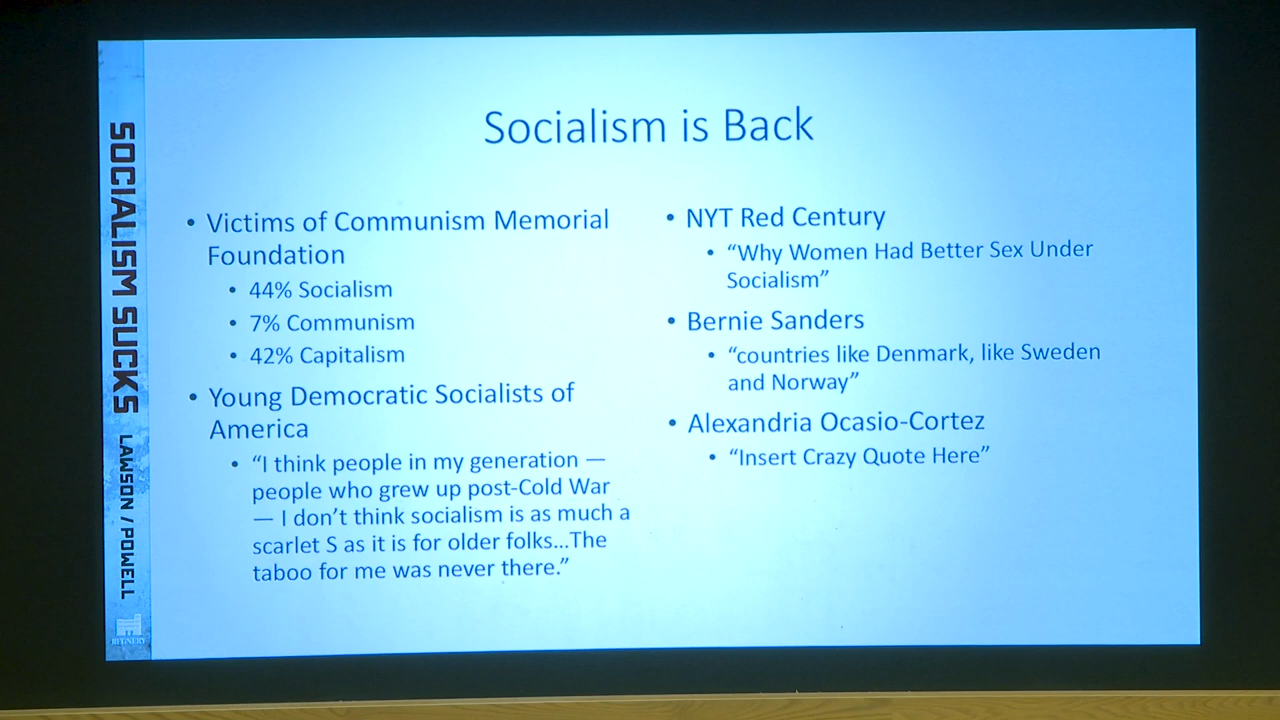 SOCIALISM SUCKS LAWSON / POWELL
REGNERY
Socialism is Back
• Victims of Communism Memorial
Foundation
• 44% Socialism
• 7% Communism
• 42% Capitalism
• Young Democratic Socialists of
America
• “I think people in my generation —
people who grew up post-Cold War
— I don’t think socialism is as much a
scarlet S as it is for older folks...The
taboo for me was never there.”
• NYT Red Century
• “Why Women Had Better Sex Under
Socialism”
• Bernie Sanders
• “countries like Denmark, like Sweden
and Norway”
• Alexandria Ocasio-Cortez
• “Insert Crazy Quote Here”